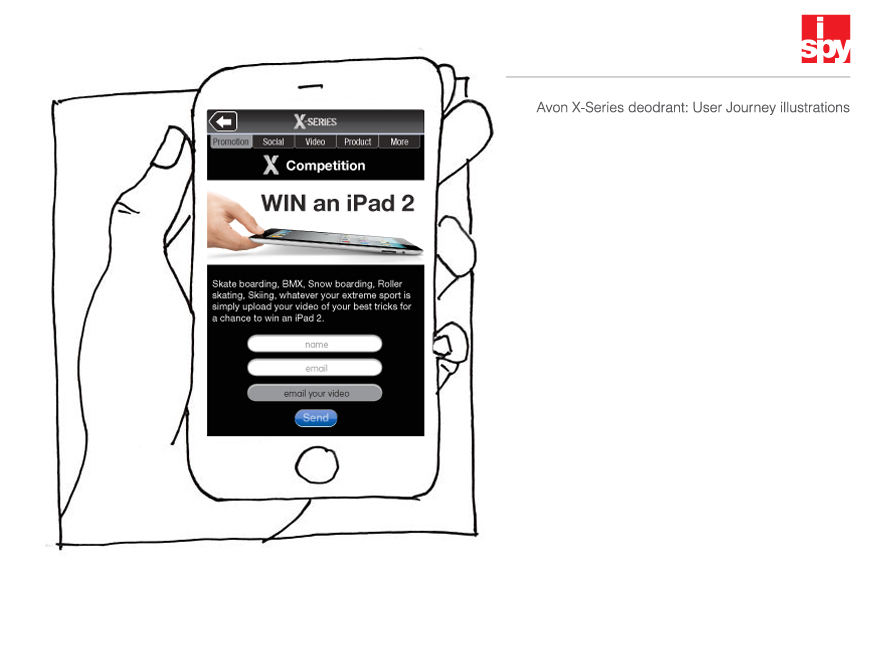 i
spy
Avon X-Series deodrant: User Journey illustrations
X-SERIES
Promotion Social Video Product More
X Competition
WIN an iPad 2
Skate boarding, BMX, Snow boarding, Roller
skating, Skiing, whatever your extreme sport is
simply upload your video of your best tricks for
a chance to win an iPad 2.
name
email
email your video
Send